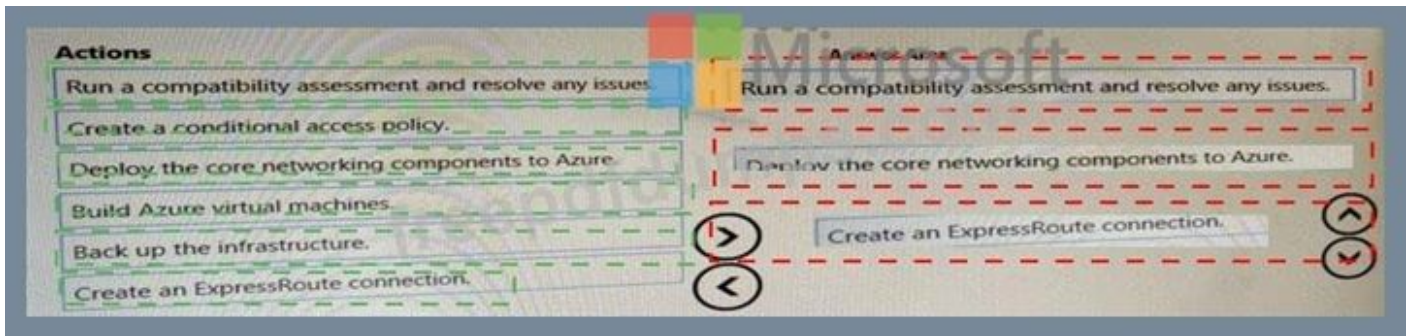 Actions
Run a compatibility assessment and resolve any issues.
Create a conditional access policy.
Deploy the core networking components to Azure.
Build Azure virtual machines.
Back up the infrastructure.
Create an ExpressRoute connection.
Microsoft
Answer Area
Run a compatibility assessment and resolve any issues.
Deploy the core networking components to Azure.
Create an ExpressRoute connection.